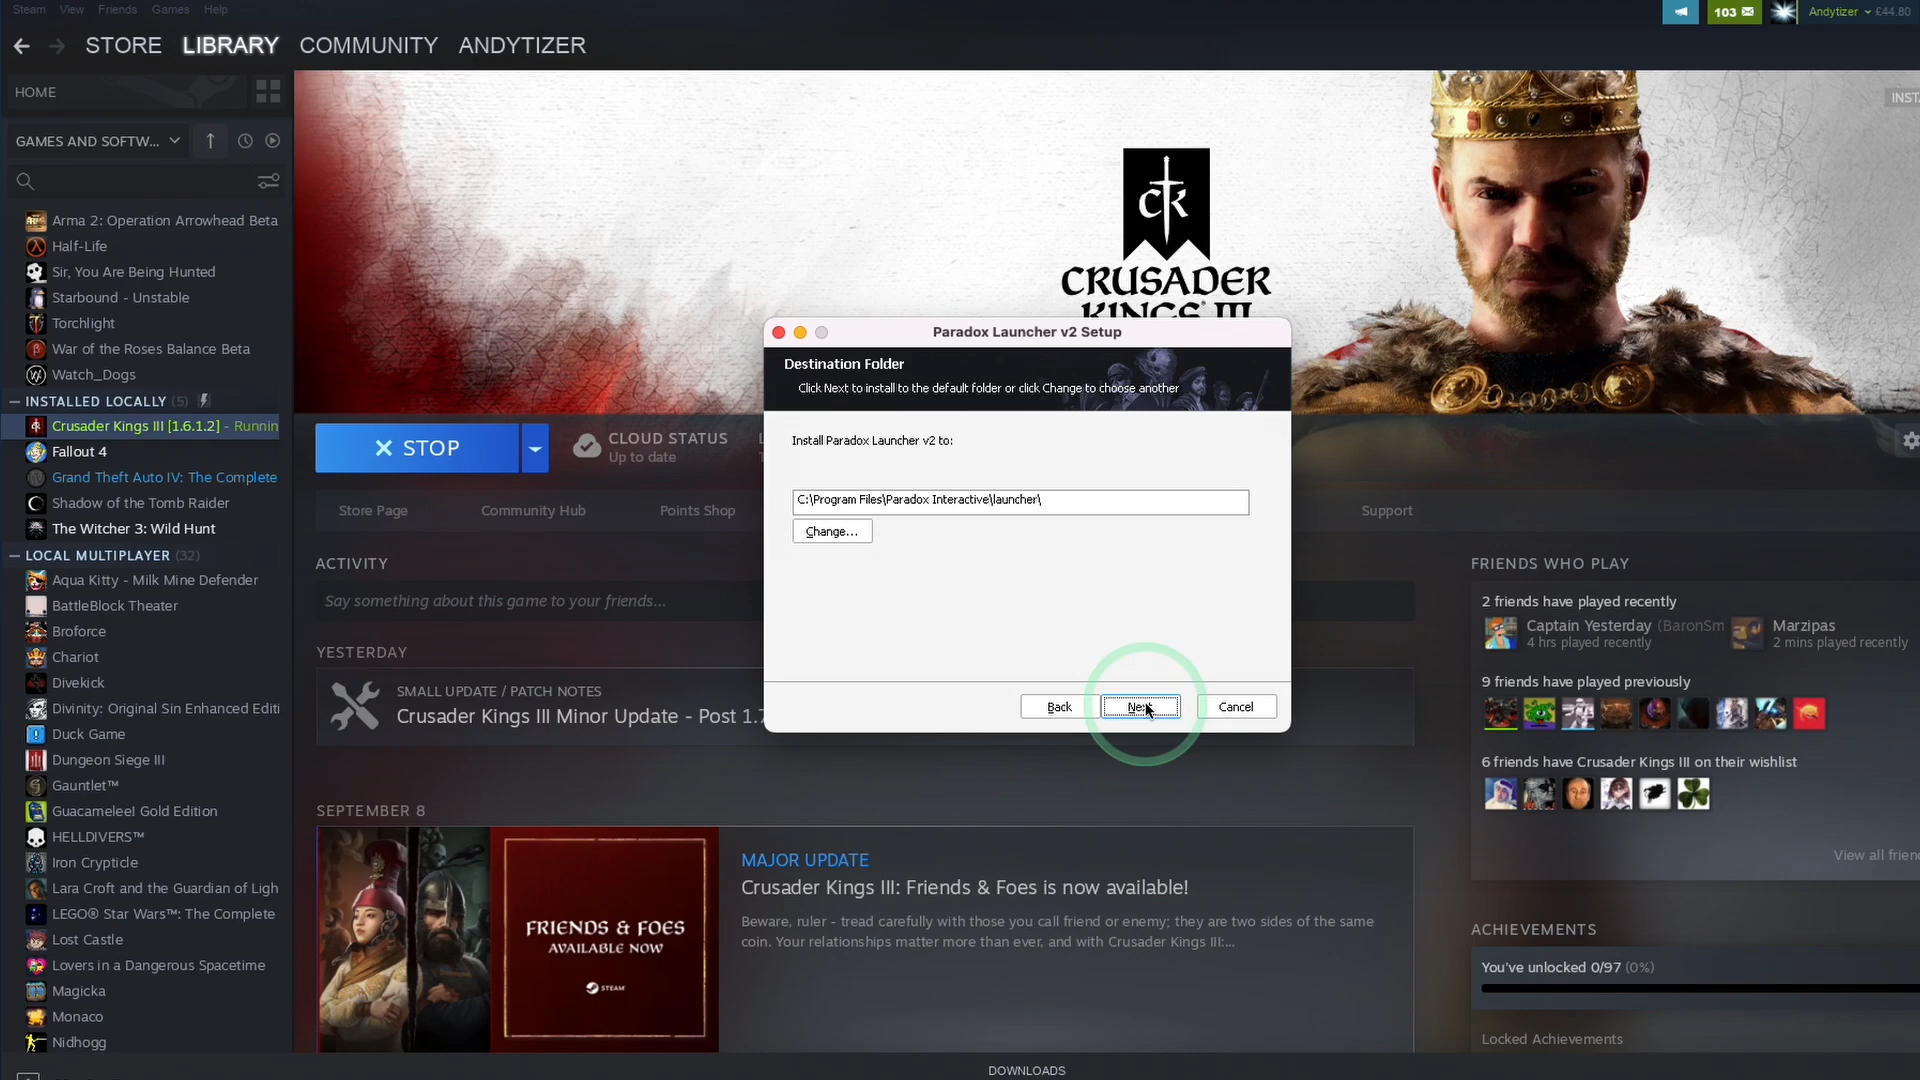 Steam View Friends Games Help
103
Andytizer £44.80
STORE LIBRARY COMMUNITY ANDYTIZER
HOME
GAMES AND SOFTW...
Arma 2: Operation Arrowhead Beta
Half-Life
Sir, You Are Being Hunted
Starbound - Unstable
Torchlight
War of the Roses Balance Beta
Watch_Dogs
INSTALLED LOCALLY (5)
Crusader Kings III [1.6.1.2] - Runnin
Fallout 4
Grand Theft Auto IV: The Complete
Shadow of the Tomb Raider
The Witcher 3: Wild Hunt
LOCAL MULTIPLAYER (32)
Aqua Kitty - Milk Mine Defender
BattleBlock Theater
Broforce
Chariot
Divekick
Divinity: Original Sin Enhanced Editi
Duck Game
Dungeon Siege III
Gauntlet™
Guacamelee! Gold Edition
HELLDIVERS™
Iron Crypticle
Lara Croft and the Guardian of Ligh
LEGO® Star Wars™: The Complete
Lost Castle
Lovers in a Dangerous Spacetime
Magicka
Monaco
Nidhogg
INST
CK
CRUSADER
KINGS III
STOP
CLOUD STATUS
Up to date
Store Page Community Hub Points Shop Support
Paradox Launcher v2 Setup
Destination Folder
Click Next to install to the default folder or click Change to choose another
Install Paradox Launcher v2 to:
C:\Program Files\Paradox Interactive\launcher\
Change...
Back Next Cancel
ACTIVITY
Say something about this game to your friends...
YESTERDAY
SMALL UPDATE / PATCH NOTES
Crusader Kings III Minor Update - Post 1.7
SEPTEMBER 8
FRIENDS & FOES
AVAILABLE NOW
STEAM
MAJOR UPDATE
Crusader Kings III: Friends & Foes is now available!
Beware, ruler - tread carefully with those you call friend or enemy; they are two sides of the same
coin. Your relationships matter more than ever, and with Crusader Kings III:...
FRIENDS WHO PLAY
2 friends have played recently
Captain Yesterday (BaronSm
4 hrs played recently
Marzipas
2 mins played recently
9 friends have played previously
6 friends have Crusader Kings III on their wishlist
View all frien
ACHIEVEMENTS
You've unlocked 0/97 (0%)
Locked Achievements
DOWNLOADS